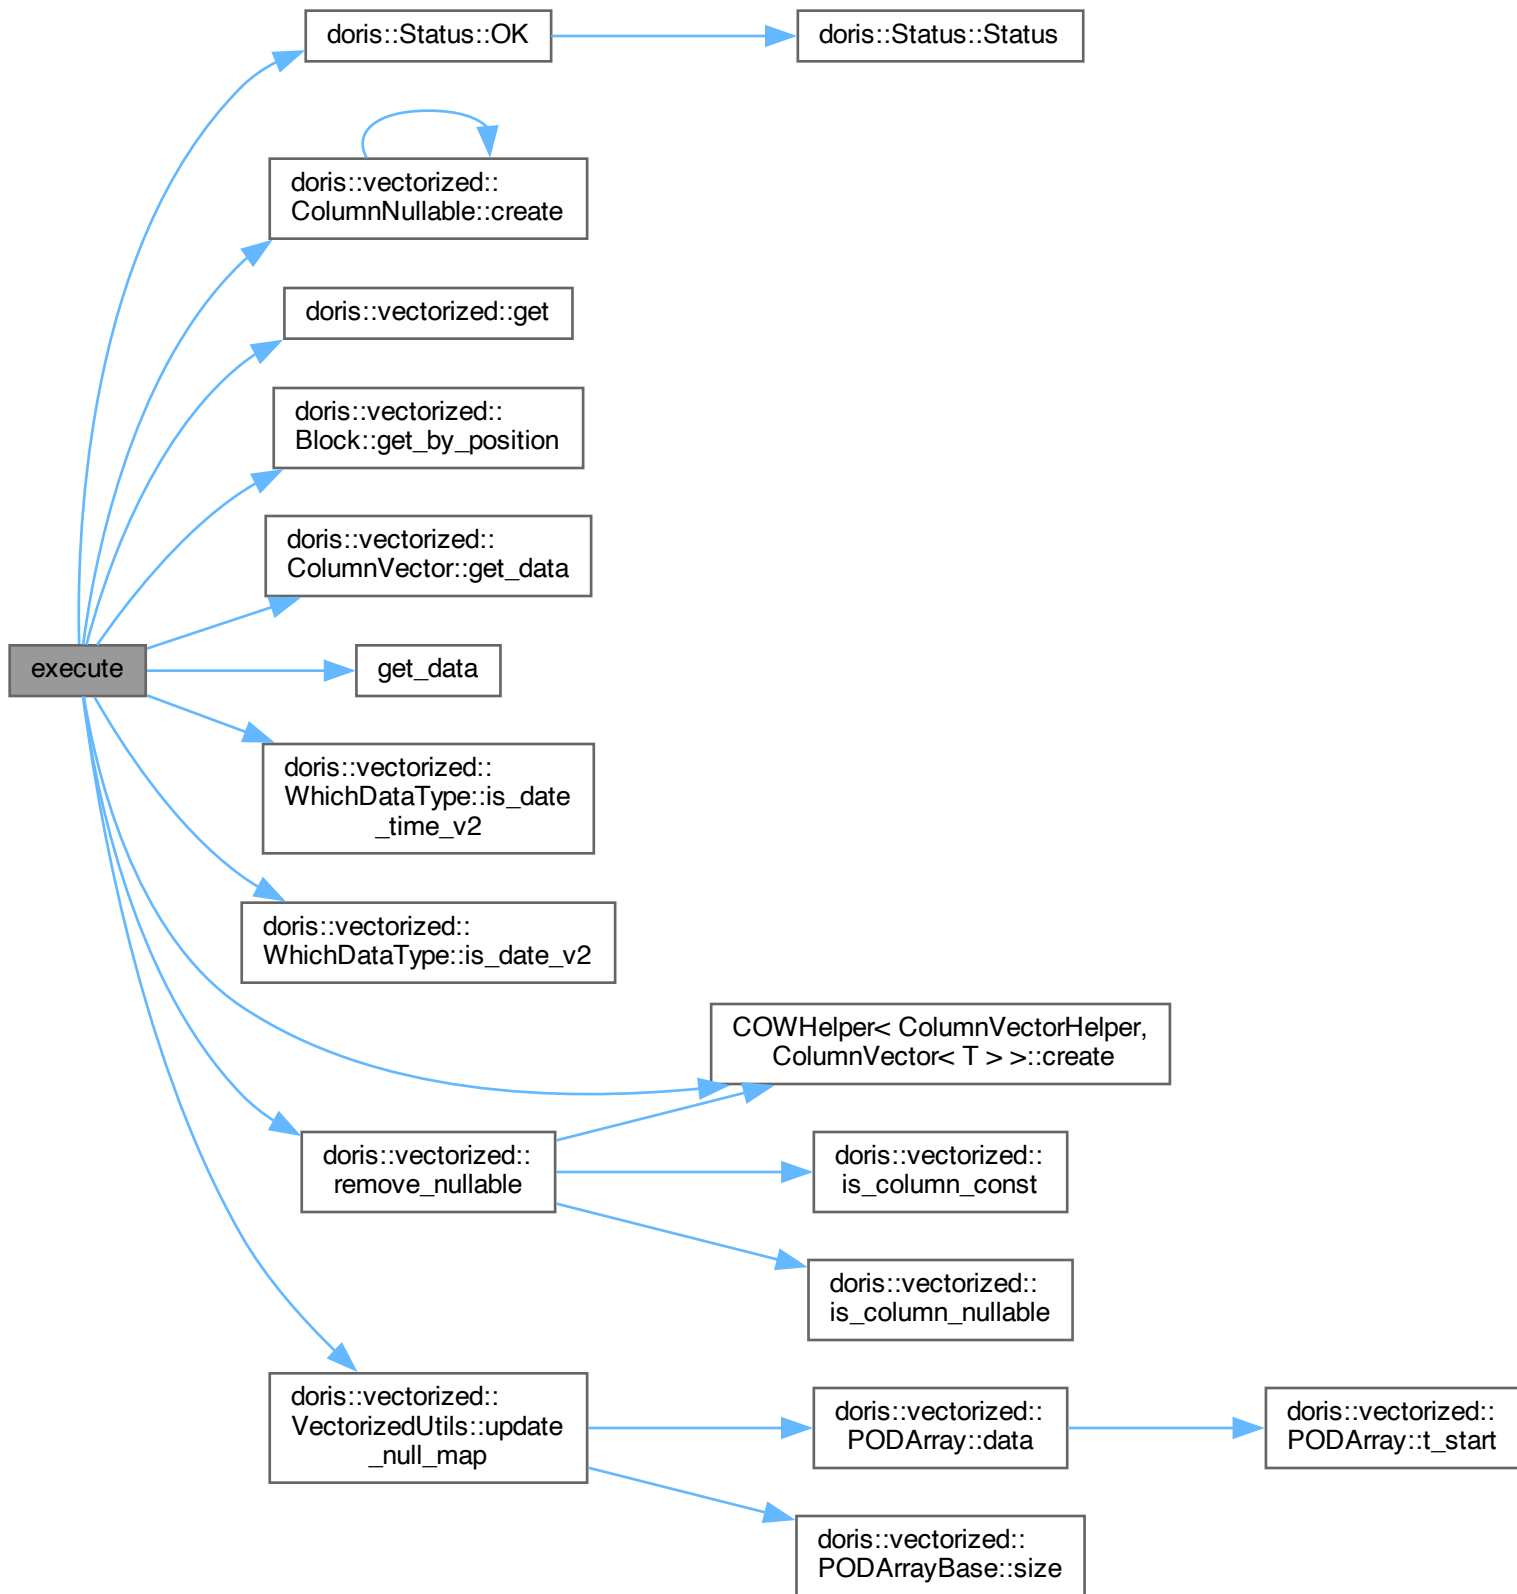 doris::Status::OK
doris::Status::Status
doris::vectorized::
ColumnNullable::create
doris::vectorized::get
doris::vectorized::
Block::get_by_position
doris::vectorized::
ColumnVector::get_data
execute
get_data
doris::vectorized::
WhichDataType::is_date
_time_v2
doris::vectorized::
WhichDataType::is_date_v2
COWHelper< ColumnVectorHelper,
ColumnVector< T > >::create
doris::vectorized::
remove_nullable
doris::vectorized::
is_column_const
doris::vectorized::
is_column_nullable
doris::vectorized::
VectorizedUtils::update
_null_map
doris::vectorized::
PODArray::data
doris::vectorized::
PODArray::t_start
doris::vectorized::
PODArrayBase::size